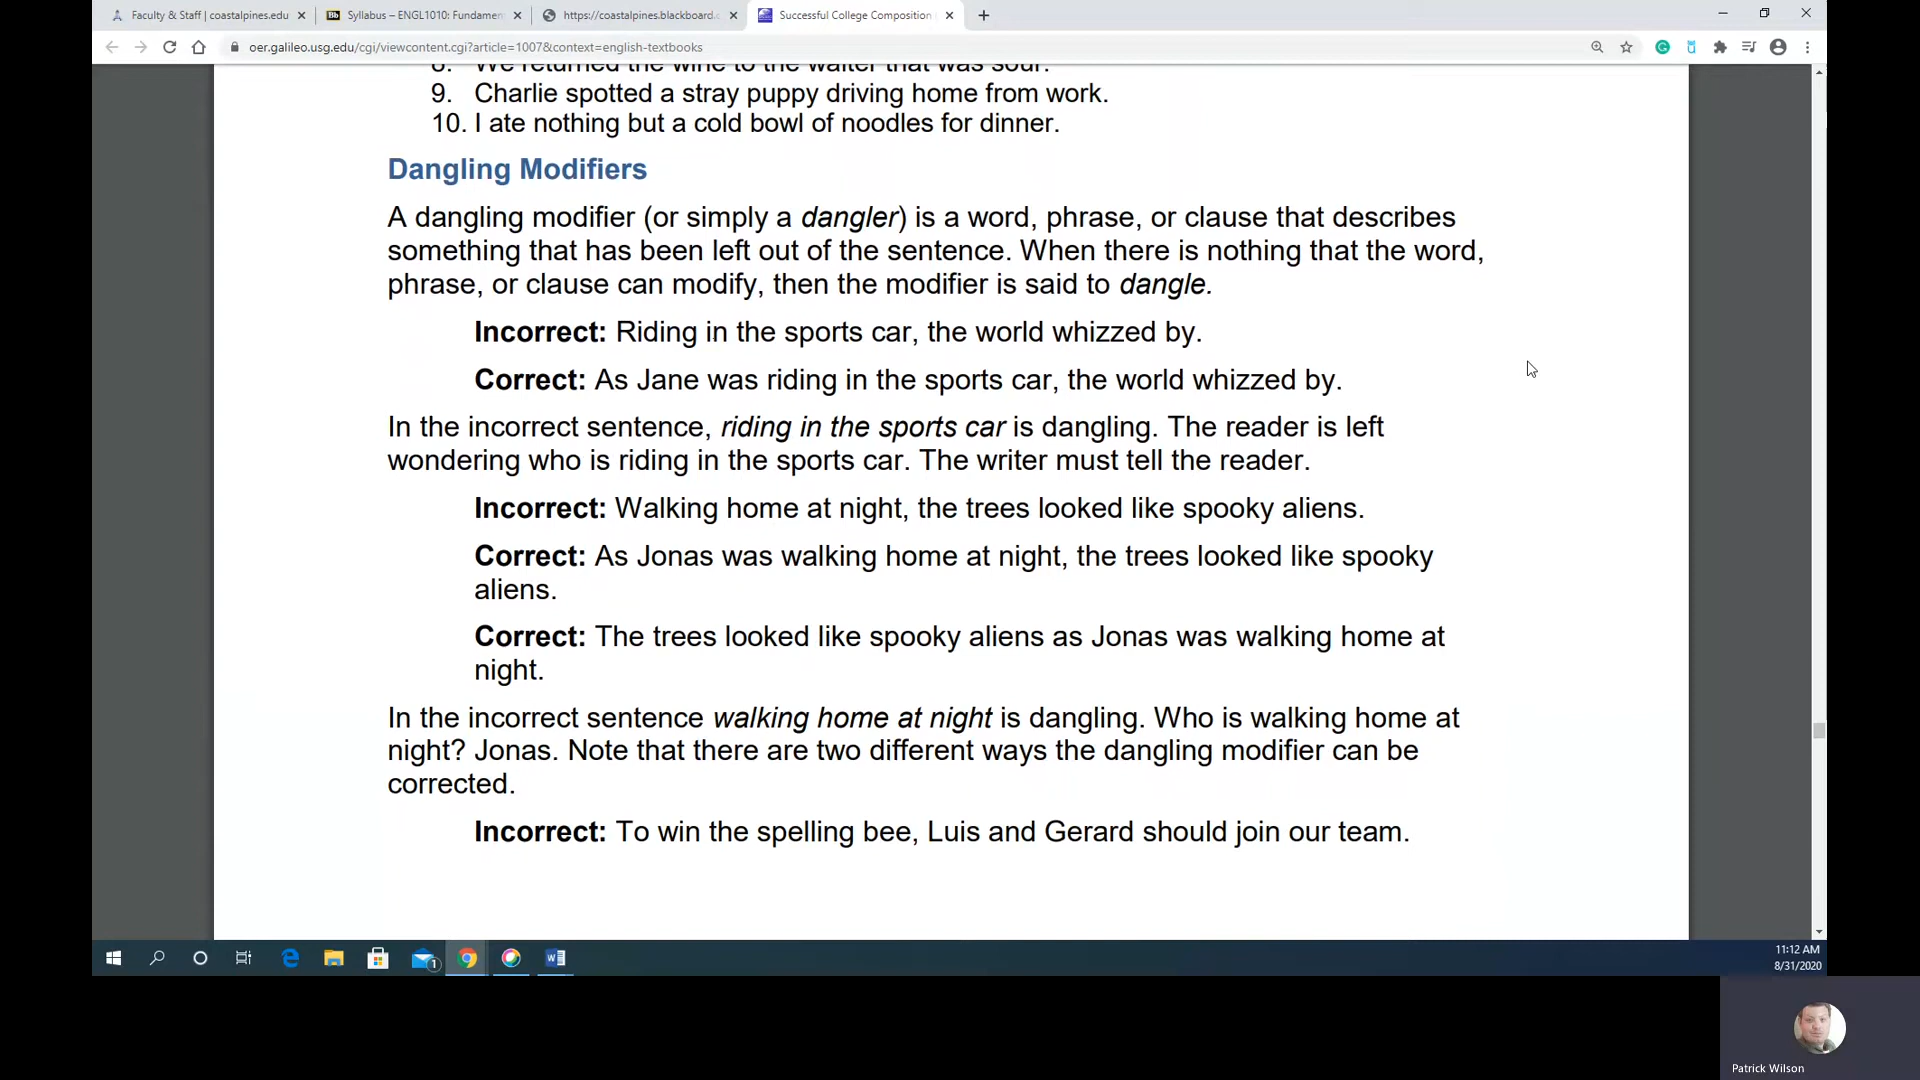 Faculty & Staff | coastalpines.edu
Syllabus – ENGL1010: Fundamen
https://coastalpines.blackboard.c
Successful College Composition
oer.galileo.usg.edu/cgi/viewcontent.cgi?article=1007&context=english-textbooks
8. We returned the wine to the waiter that was sour.
9. Charlie spotted a stray puppy driving home from work.
10. I ate nothing but a cold bowl of noodles for dinner.
Dangling Modifiers
A dangling modifier (or simply a dangler) is a word, phrase, or clause that describes
something that has been left out of the sentence. When there is nothing that the word,
phrase, or clause can modify, then the modifier is said to dangle.
Incorrect: Riding in the sports car, the world whizzed by.
Correct: As Jane was riding in the sports car, the world whizzed by.
In the incorrect sentence, riding in the sports car is dangling. The reader is left
wondering who is riding in the sports car. The writer must tell the reader.
Incorrect: Walking home at night, the trees looked like spooky aliens.
Correct: As Jonas was walking home at night, the trees looked like spooky
aliens.
Correct: The trees looked like spooky aliens as Jonas was walking home at
night.
In the incorrect sentence walking home at night is dangling. Who is walking home at
night? Jonas. Note that there are two different ways the dangling modifier can be
corrected.
Incorrect: To win the spelling bee, Luis and Gerard should join our team.
1
11:12 AM
8/31/2020
Patrick Wilson